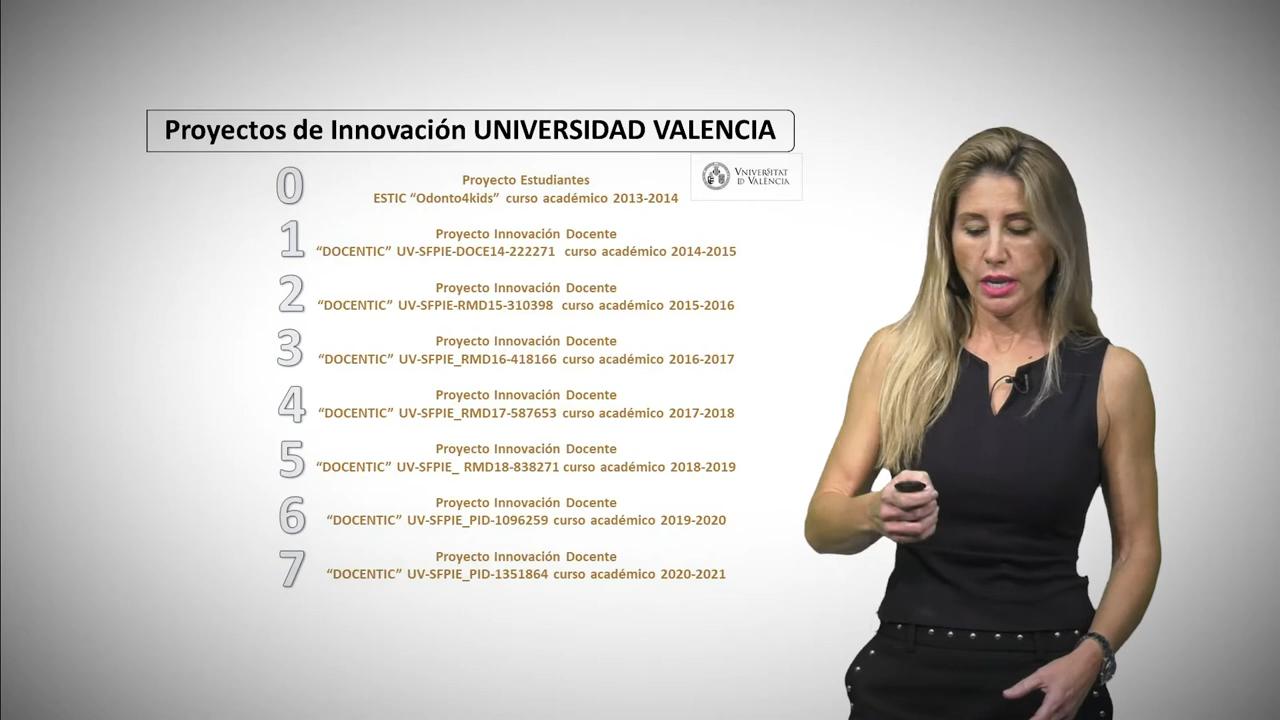 Proyectos de Innovación UNIVERSIDAD VALENCIA
VNIVERSITAT
ID VALÈNCIA
0
Proyecto Estudiantes
ESTIC “Odonto4kids” curso académico 2013-2014
1
Proyecto Innovación Docente
“DOCENTIC” UV-SFPIE-DOCE14-222271 curso académico 2014-2015
2
Proyecto Innovación Docente
“DOCENTIC” UV-SFPIE-RMD15-310398 curso académico 2015-2016
3
Proyecto Innovación Docente
“DOCENTIC” UV-SFPIE_RMD16-418166 curso académico 2016-2017
4
Proyecto Innovación Docente
“DOCENTIC” UV-SFPIE_RMD17-587653 curso académico 2017-2018
5
Proyecto Innovación Docente
“DOCENTIC” UV-SFPIE_ RMD18-838271 curso académico 2018-2019
6
Proyecto Innovación Docente
“DOCENTIC” UV-SFPIE_PID-1096259 curso académico 2019-2020
7
Proyecto Innovación Docente
“DOCENTIC” UV-SFPIE_PID-1351864 curso académico 2020-2021